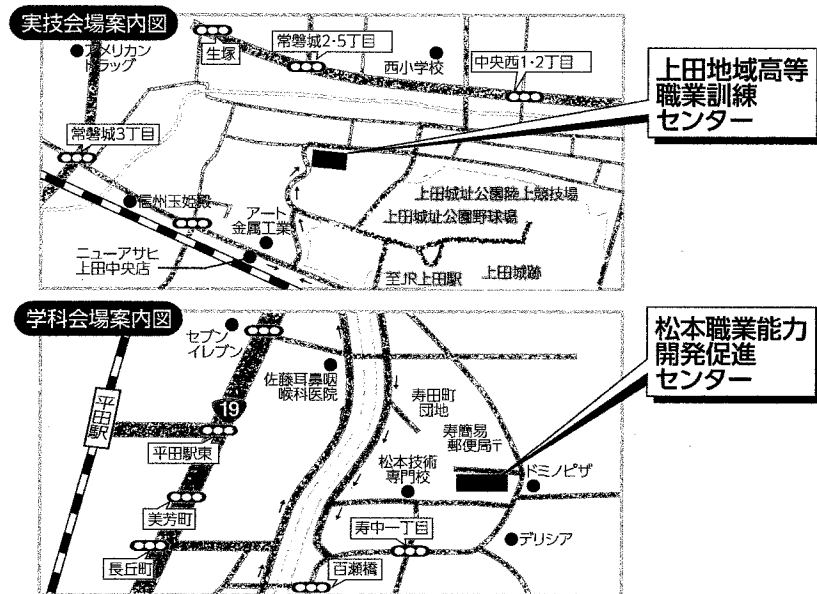 実技会場案内図
アメリカン
ドラッグ
生塚
常磐城2・5丁目
西小学校
中央西1・2丁目
上田地域高等
職業訓練
センター
常磐城3丁目
信州玉姫殿
アート
金属工業
ニューアサヒ
上田中央店
上田城址公園陸上競技場
上田城址公園野球場
至JR上田駅
上田城跡
学科会場案内図
セブン
イレブン
佐藤耳鼻咽
喉科医院
平田駅
19
平田駅東
美芳町
長丘町
寿田町
団地
寿簡易
郵便局〒
松本技術
専門校
ドミノピザ
寿中一丁目
デリシア
百瀬橋
松本職業能力
開発促進
センター